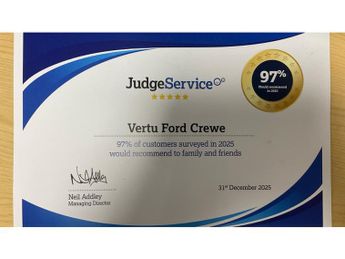 JudgeService
97%
Would recommend
in 2025
Vertu Ford Crewe
97% of customers surveyed in 2025
would recommend to family and friends
Neil Addley
Managing Director
31st December 2025